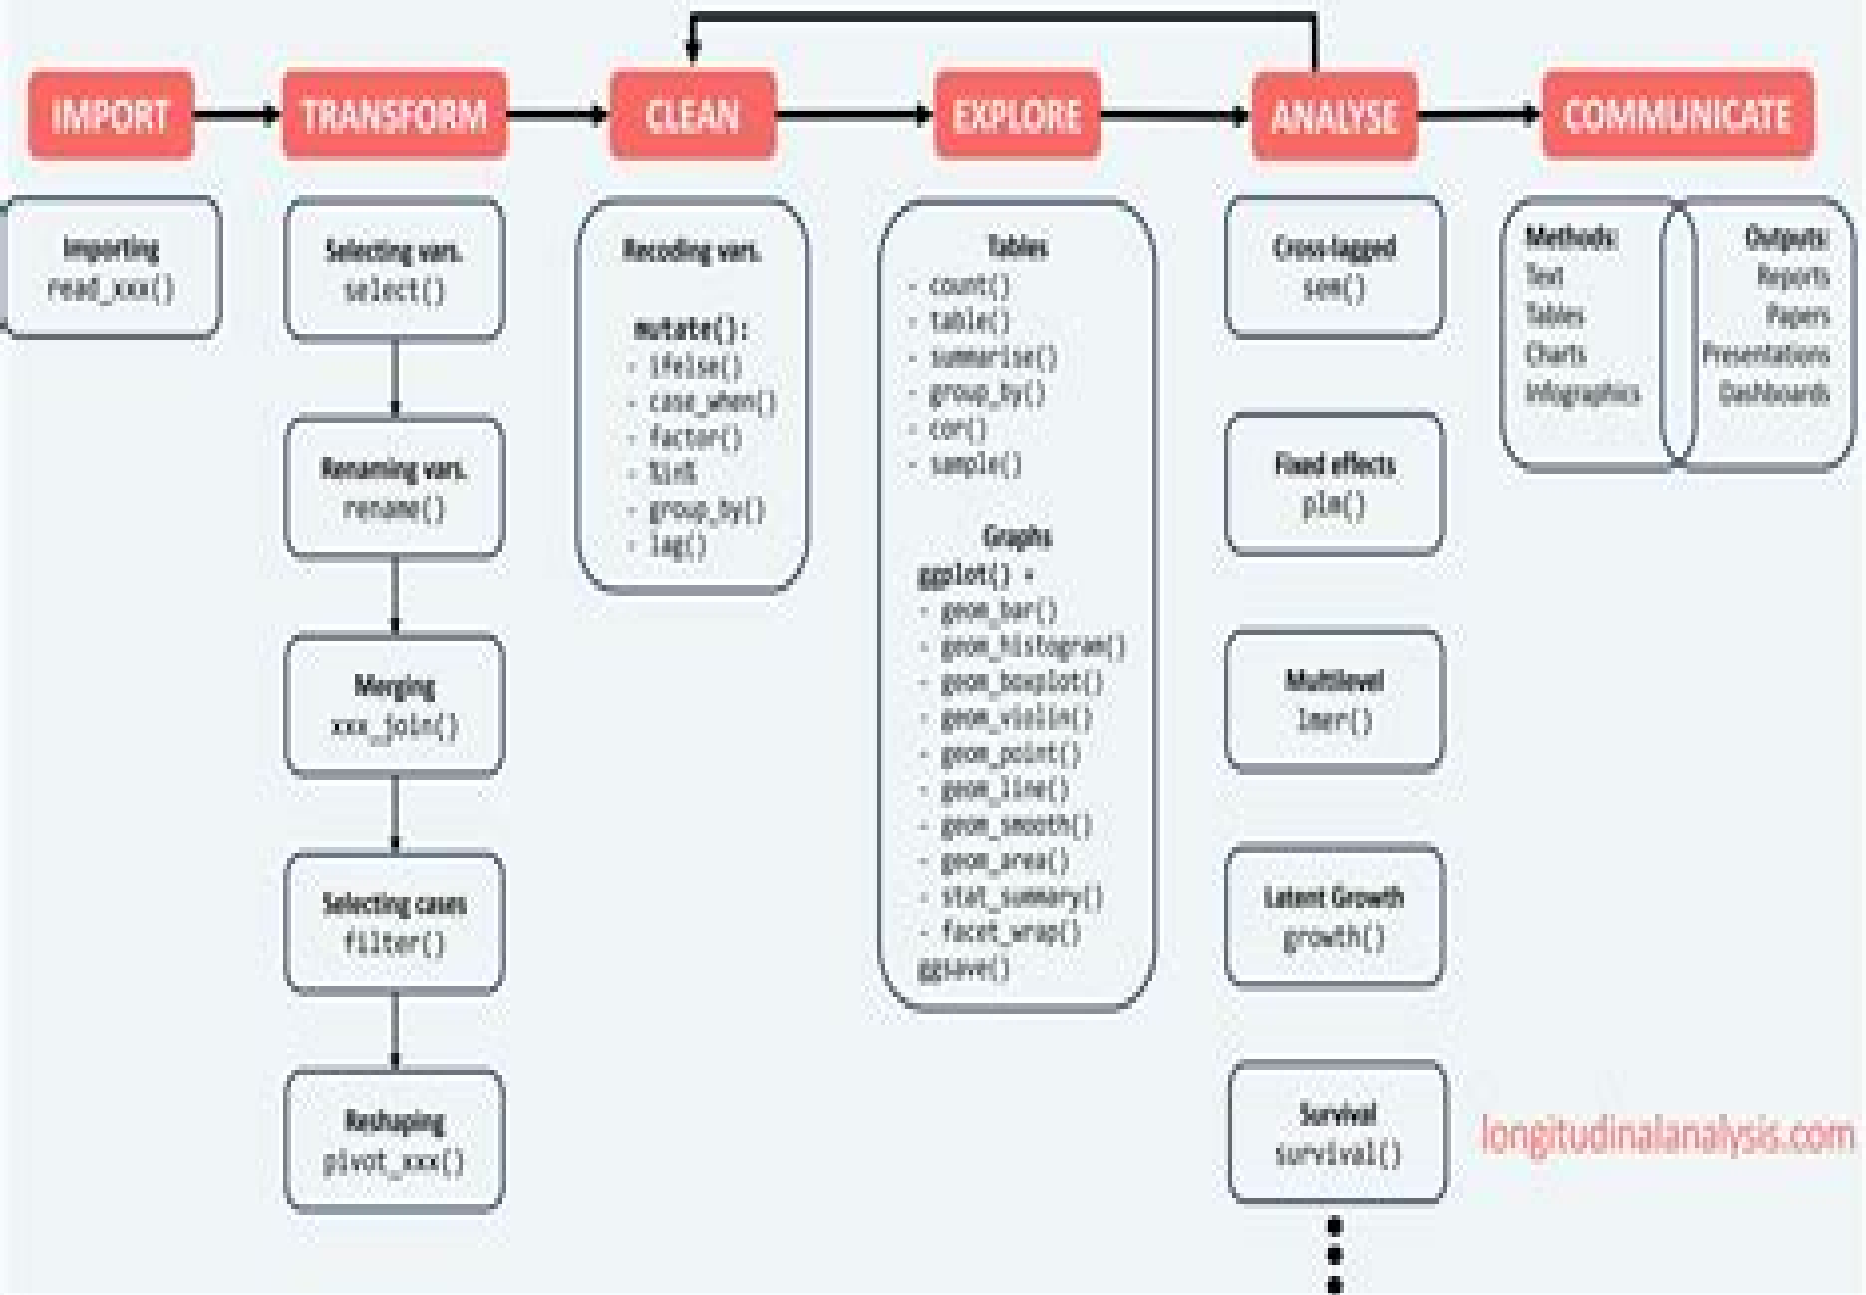 IMPORT
TRANSFORM
CLEAN
EXPLORE
ANALYSE
COMMUNICATE
Importing
read_xxx()
Selecting vars.
select()
Renaming vars.
rename()
Merging
xxx_join()
Selecting cases
filter()
Reshaping
pivot_xxx()
Recoding vars.
mutate():
- ifelse()
- case_when()
- factor()
- %in%
- group_by()
- lag()
Tables
- count()
- table()
- summarise()
- group_by()
- cor()
- sample()
Graphs
ggplot() +
- geom_bar()
- geom_histogram()
- geom_boxplot()
- geom_violin()
- geom_point()
- geom_line()
- geom_smooth()
- geom_area()
- stat_summary()
- facet_wrap()
ggsave()
Cross-lagged
sem()
Fixed effects
plm()
Multilevel
lmer()
Latent Growth
growth()
Survival
survival()
Methods:
Text
Tables
Charts
Infographics
Outputs:
Reports
Papers
Presentations
Dashboards
longitudinalanalysis.com